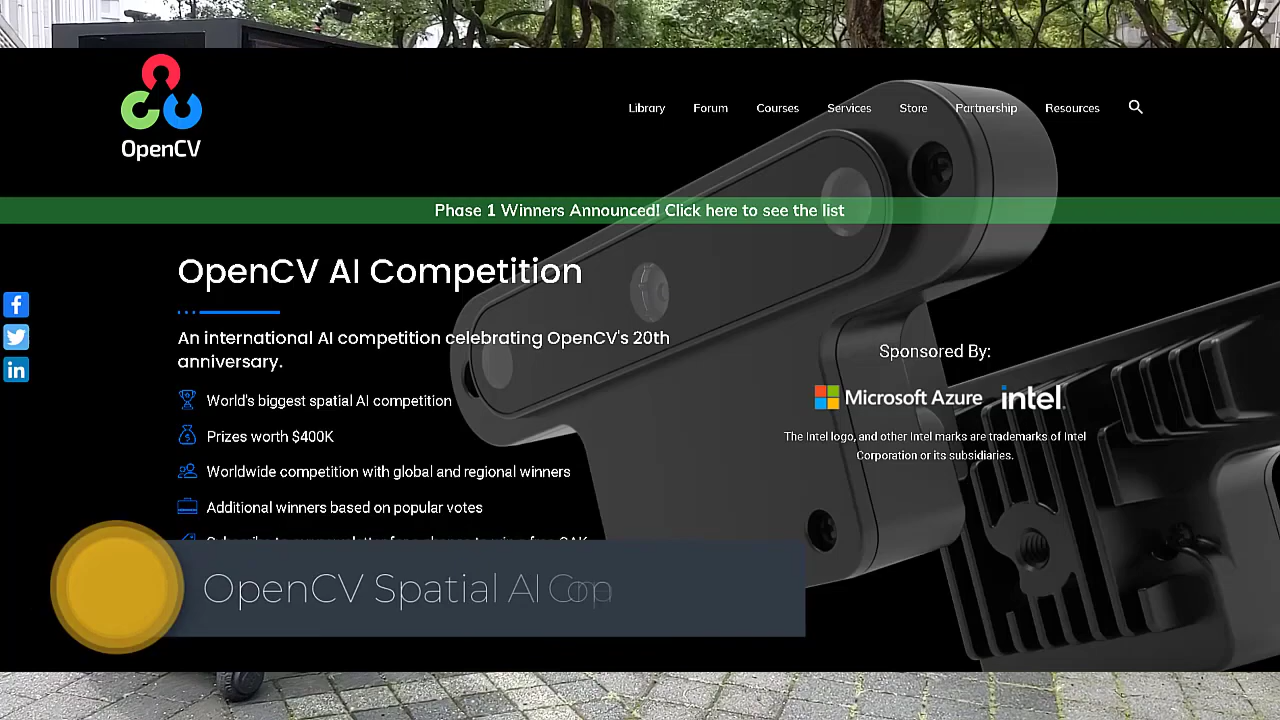 OpenCV
Library Forum Courses Services Store Partnership Resources
Phase 1 Winners Announced! Click here to see the list
OpenCV AI Competition
An international AI competition celebrating OpenCV's 20th
anniversary.
World's biggest spatial AI competition
Prizes worth $400K
Worldwide competition with global and regional winners
Additional winners based on popular votes
Sponsored By:
Microsoft Azure intel.
The Intel logo, and other Intel marks are trademarks of Intel
Corporation or its subsidiaries.
OpenCV Spatial AI